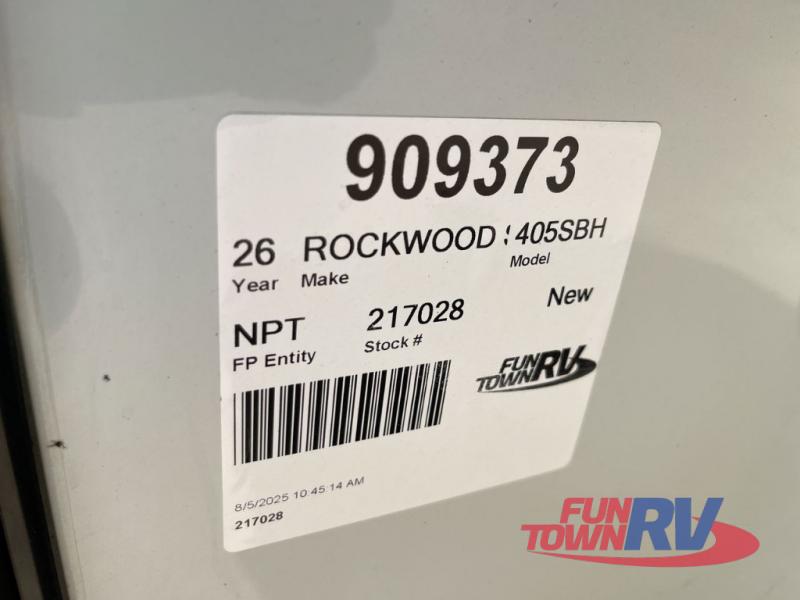 909373
26 ROCKWOOD 405SBH
Year Make Model
NPT 217028 New
FP Entity Stock #
FUN
TOWN RV
8/5/2025 10:45:14 AM
217028
FUN
TOWN RV